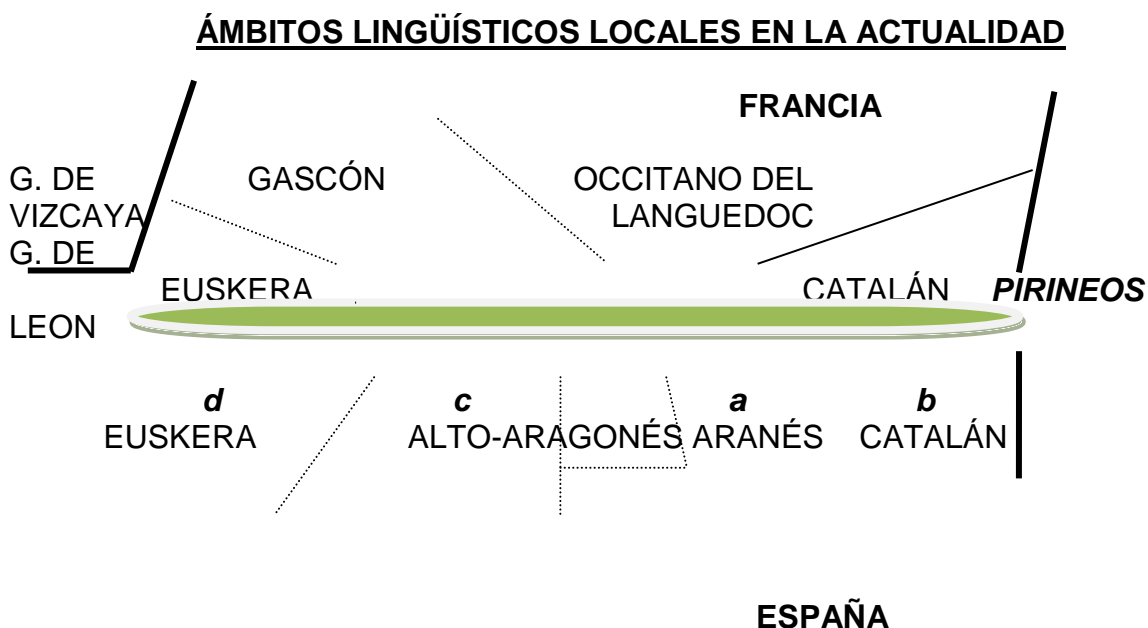 ÁMBITOS LINGÜÍSTICOS LOCALES EN LA ACTUALIDAD
FRANCIA
G. DE GASCÓN OCCITANO DEL
VIZCAYA LANGUEDOC
G. DE
EUSKERA CATALÁN PIRINEOS
LEON
d c a b
EUSKERA ALTO-ARAGONÉS ARANÉS CATALÁN
ESPAÑA